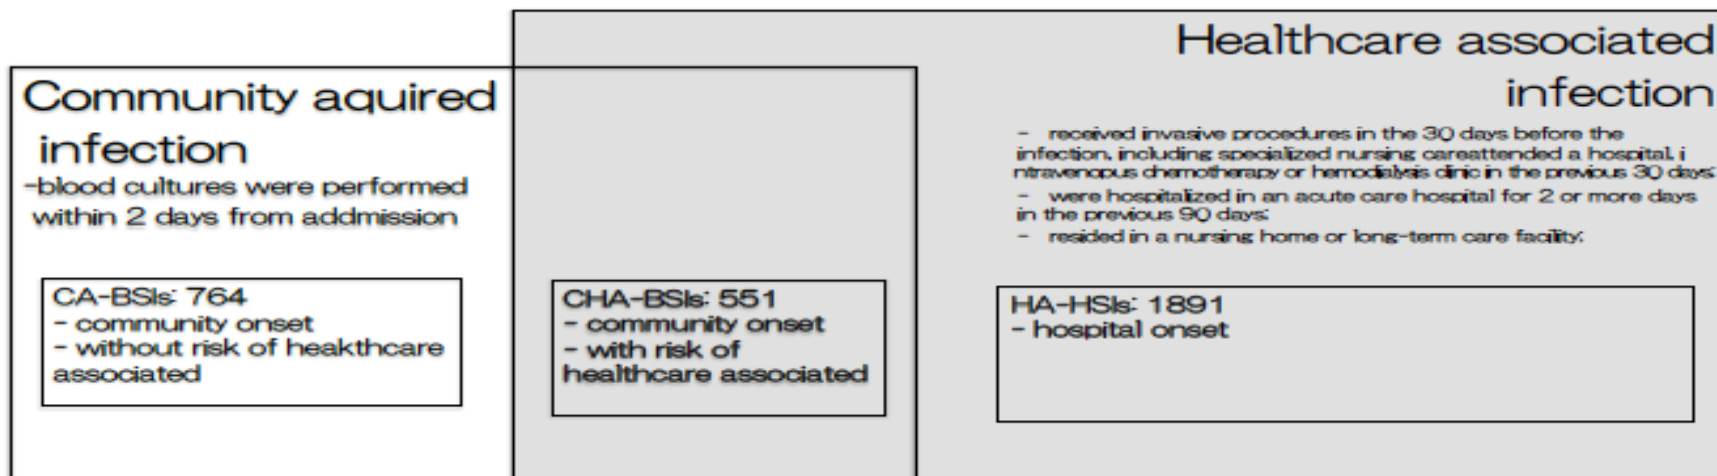 Healthcare associated
infection
- received invasive procedures in the 30 days before the
infection, including specialized nursing careattended a hospital, i
ntravenopus chemotherapy or hemodialysis clinic in the previous 30 days;
- were hospitalized in an acute care hospital for 2 or more days
in the previous 90 days;
- resided in a nursing home or long-term care facility;
Community aquired
infection
-blood cultures were performed
within 2 days from addmission
CA-BSIs: 764
- community onset
- without risk of heakthcare
associated
CHA-BSIs: 551
- community onset
- with risk of
healthcare associated
HA-HSIs: 1891
- hospital onset